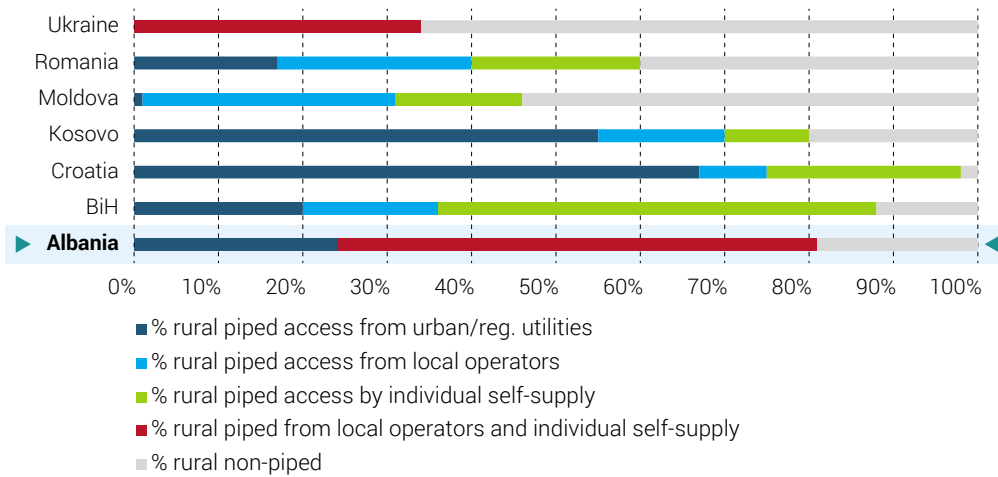 Ukraine
Romania
Moldova
Kosovo
Croatia
BiH
Albania
0% 10% 20% 30% 40% 50% 60% 70% 80% 90% 100%
% rural piped access from urban/reg. utilities
% rural piped access from local operators
% rural piped access by individual self-supply
% rural piped from local operators and individual self-supply
% rural non-piped